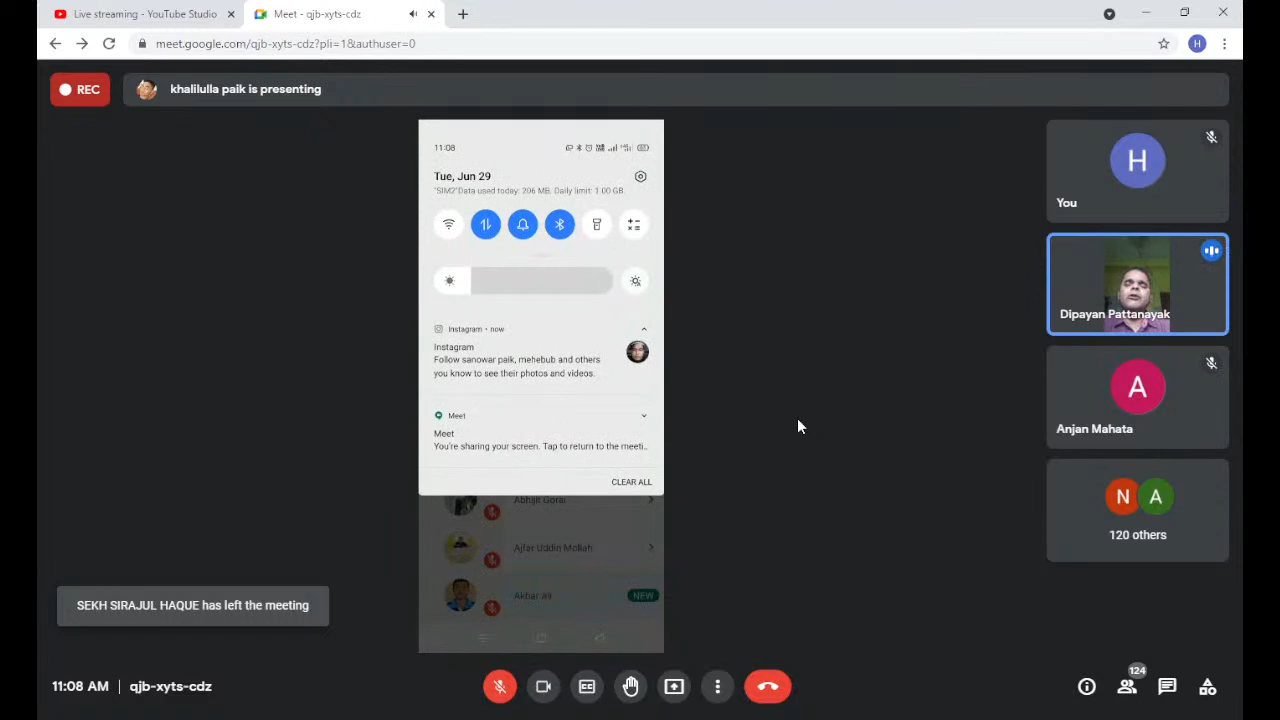 Live streaming - YouTube Studio
Meet - qjb-xyts-cdz
meet.google.com/qjb-xyts-cdz?pli=1&authuser=0
H
REC
khalilulla paik is presenting
11:08
Tue, Jun 29
"SIM2"Data used today: 206 MB. Daily limit: 1.00 GB.
Instagram • now
Instagram
Follow sanowar paik, mehebub and others
you know to see their photos and videos.
Meet
Meet
You're sharing your screen. Tap to return to the meeti..
CLEAR ALL
Abhijit Gorai
Ajfar Uddin Mollah
Akbar ali
NEW
H
You
Dipayan Pattanayak
A
Anjan Mahata
N A
120 others
SEKH SIRAJUL HAQUE has left the meeting
11:08 AM | qjb-xyts-cdz
124